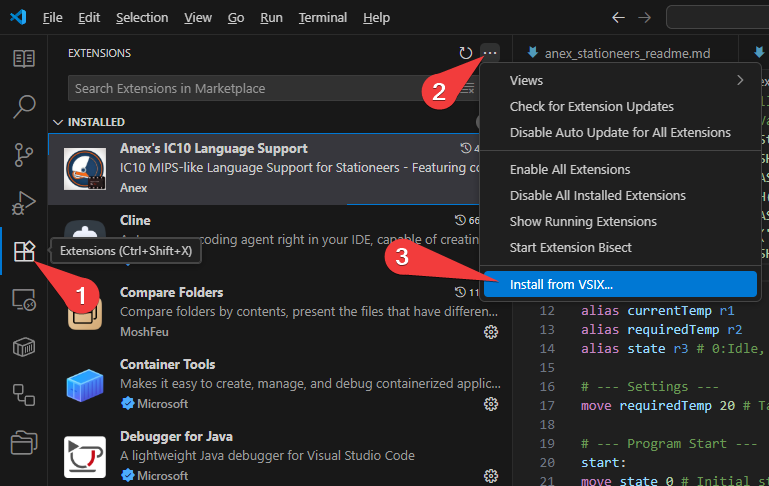 File Edit Selection View Go Run Terminal Help
EXTENSIONS
anex_stationeers_readme.md
2
Search Extensions in Marketplace
INSTALLED
Anex's IC10 Language Support
4
IC10 MIPS-like Language Support for Stationeers - Featuring co
Anex
Cline
66
coding agent right in your IDE, capable of creatin
Extensions (Ctrl+Shift+X)
1
Compare Folders
11
Compare folders by contents, present the files that have differen...
MoshFeu
Container Tools
Makes it easy to create, manage, and debug containerized applic...
Microsoft
Debugger for Java
A lightweight Java debugger for Visual Studio Code
Microsoft
Views
Check for Extension Updates
Disable Auto Update for All Extensions
Enable All Extensions
Disable All Installed Extensions
Show Running Extensions
Start Extension Bisect
3
Install from VSIX...
12 alias currentTemp r1
13 alias requiredTemp r2
14 alias state r3 # 0:Idle,
15
16 # --- Settings ---
17 move requiredTemp 20 # Ta
18
19 # --- Program Start ---
20 start:
21 move state 0 # Initial st